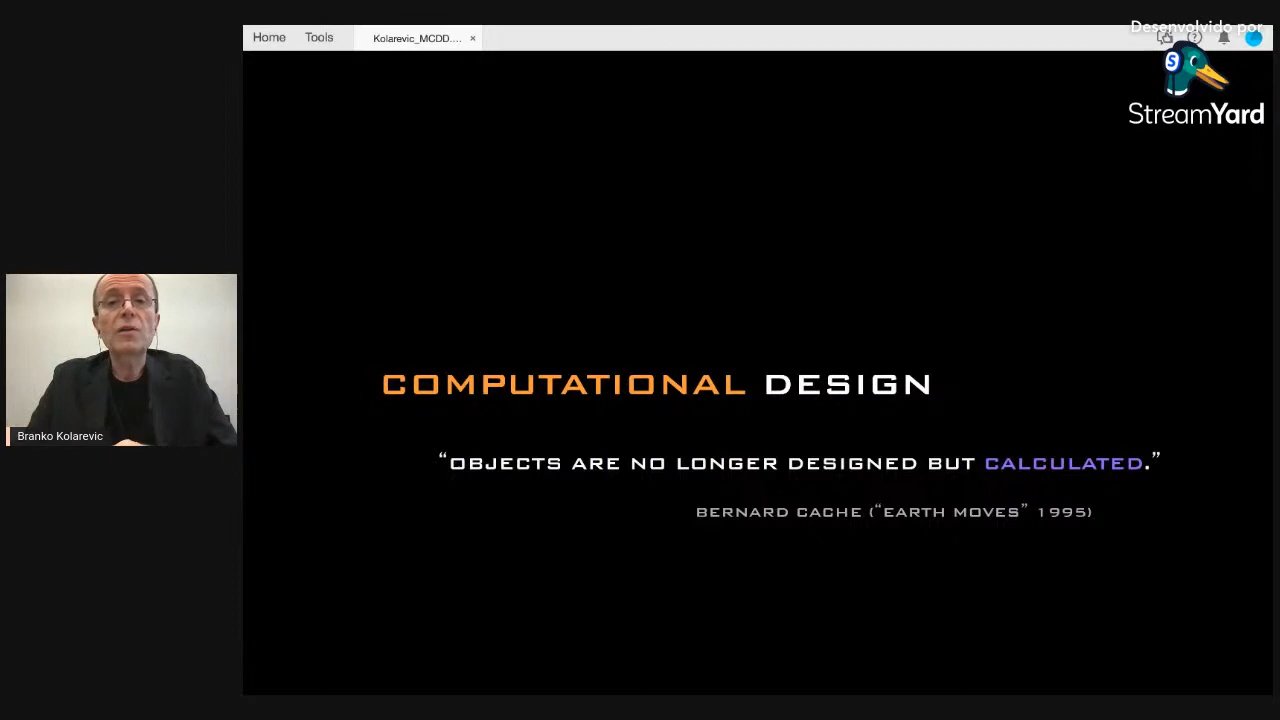 Home Tools Kolarevic_MCDD.... ×
Desenvolvido por
S
StreamYard
COMPUTATIONAL DESIGN
“OBJECTS ARE NO LONGER DESIGNED BUT CALCULATED.”
BERNARD CACHE (“EARTH MOVES” 1995)
Branko Kolarevic